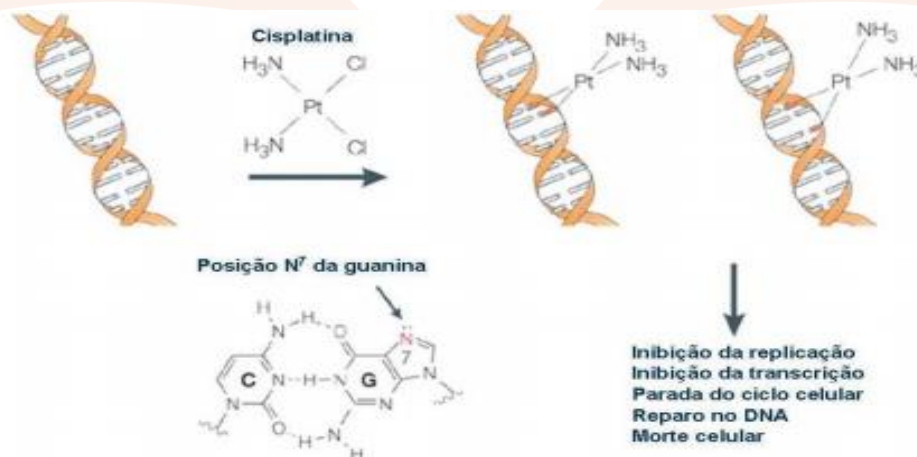 Cisplatina
H₃N
Cl
Pt
H₃N
Cl
NH₃
NH₃
Pt
NH₃
NH₃
Pt
Posição N⁷ da guanina
H
N
H
O
N
7
C
N
H
N
G
N
N
O
H
N
H
N
Inibição da replicação
Inibição da transcrição
Parada do ciclo celular
Reparo no DNA
Morte celular